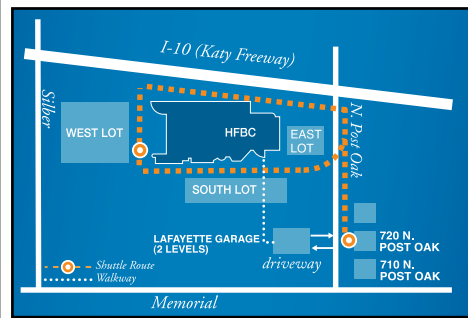 I-10 (Katy Freeway)
Silber
N. Post Oak
WEST LOT
HFBC
EAST
LOT
SOUTH LOT
LAFAYETTE GARAGE
(2 LEVELS)
driveway
720 N.
POST OAK
710 N.
POST OAK
Shuttle Route
Walkway
Memorial